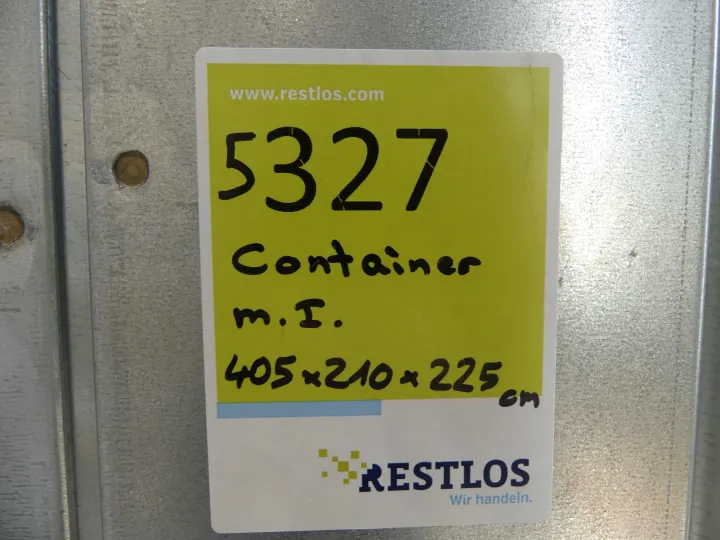 www.restlos.com
5327
Container
m.I.
405x210x225 cm
RESTLOS
Wir handeln.